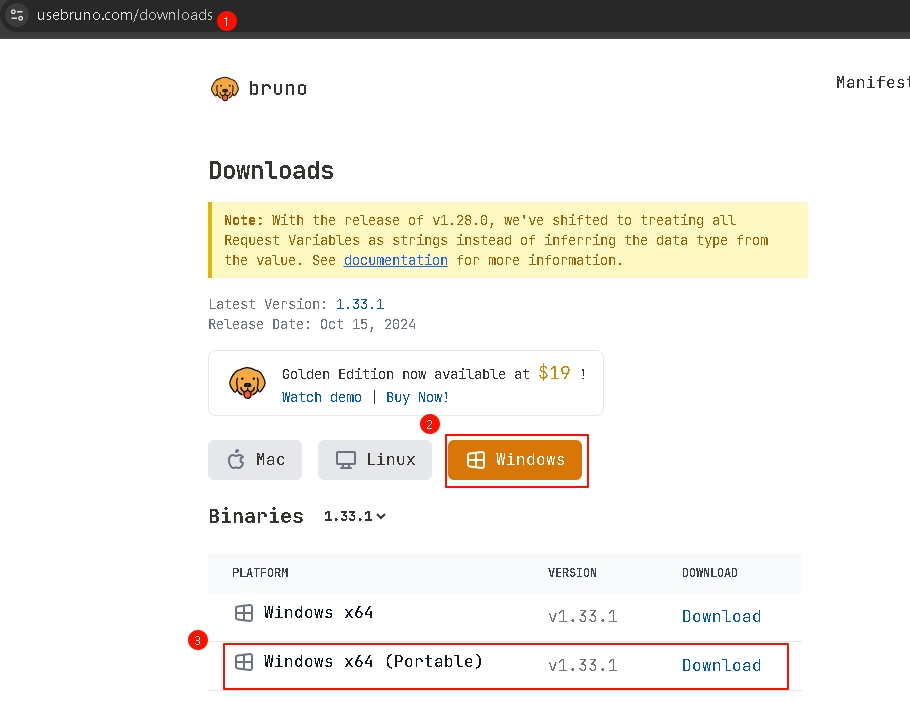 usebruno.com/downloads
1
bruno
Manifest
Downloads
Note: With the release of v1.28.0, we've shifted to treating all
Request Variables as strings instead of inferring the data type from
the value. See documentation for more information.
Latest Version: 1.33.1
Release Date: Oct 15, 2024
Golden Edition now available at $19 !
Watch demo | Buy Now!
2
Mac
Linux
Windows
Binaries 1.33.1
PLATFORM VERSION DOWNLOAD
Windows x64 v1.33.1 Download
3
Windows x64 (Portable) v1.33.1 Download